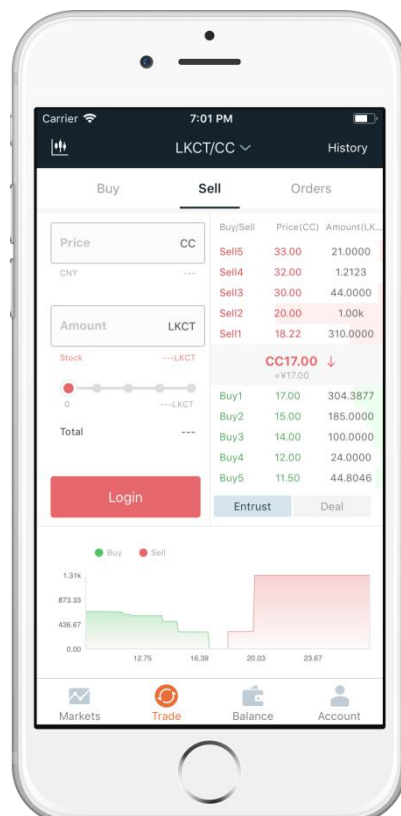 Carrier 7:01 PM
LKCT/CC History
Buy Sell Orders
Price CC
CNY ---
Amount LKCT
Stock ---LKCT
0 ---LKCT
Total ---
Login
Buy/Sell Price(CC) Amount(LK...
Sell5 33.00 21.0000
Sell4 32.00 1.2123
Sell3 30.00 44.0000
Sell2 20.00 1.00k
Sell1 18.22 310.0000
CC17.00 ↓
=¥17.00
Buy1 17.00 304.3877
Buy2 15.00 185.0000
Buy3 14.00 100.0000
Buy4 12.00 24.0000
Buy5 11.50 44.8046
Entrust Deal
Buy Sell
1.31k
873.33
436.67
0.00
12.75 16.39 20.03 23.67
Markets Trade Balance Account